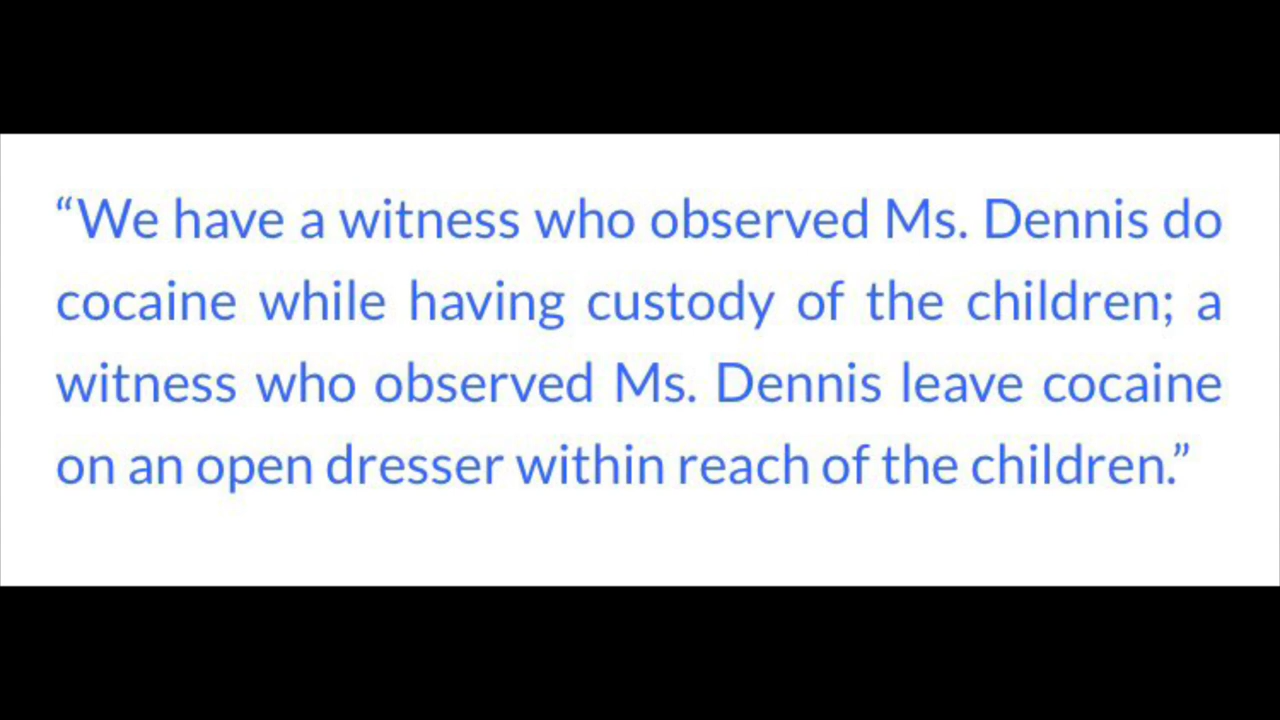 “We have a witness who observed Ms. Dennis do
cocaine while having custody of the children; a
witness who observed Ms. Dennis leave cocaine
on an open dresser within reach of the children.”